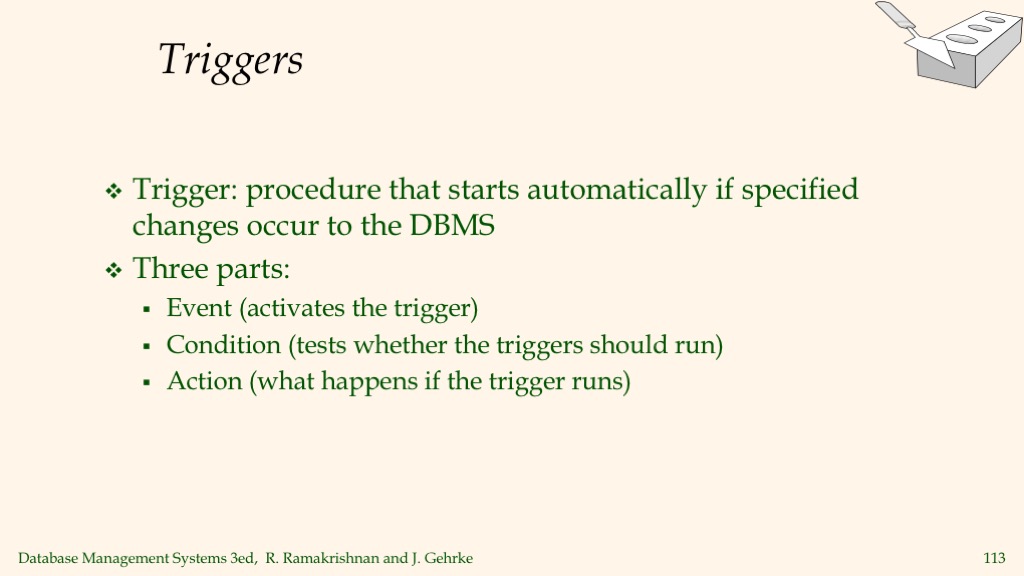 Triggers
❖ Trigger: procedure that starts automatically if specified
changes occur to the DBMS
❖ Three parts:
▪ Event (activates the trigger)
▪ Condition (tests whether the triggers should run)
▪ Action (what happens if the trigger runs)
Database Management Systems 3ed, R. Ramakrishnan and J. Gehrke
113